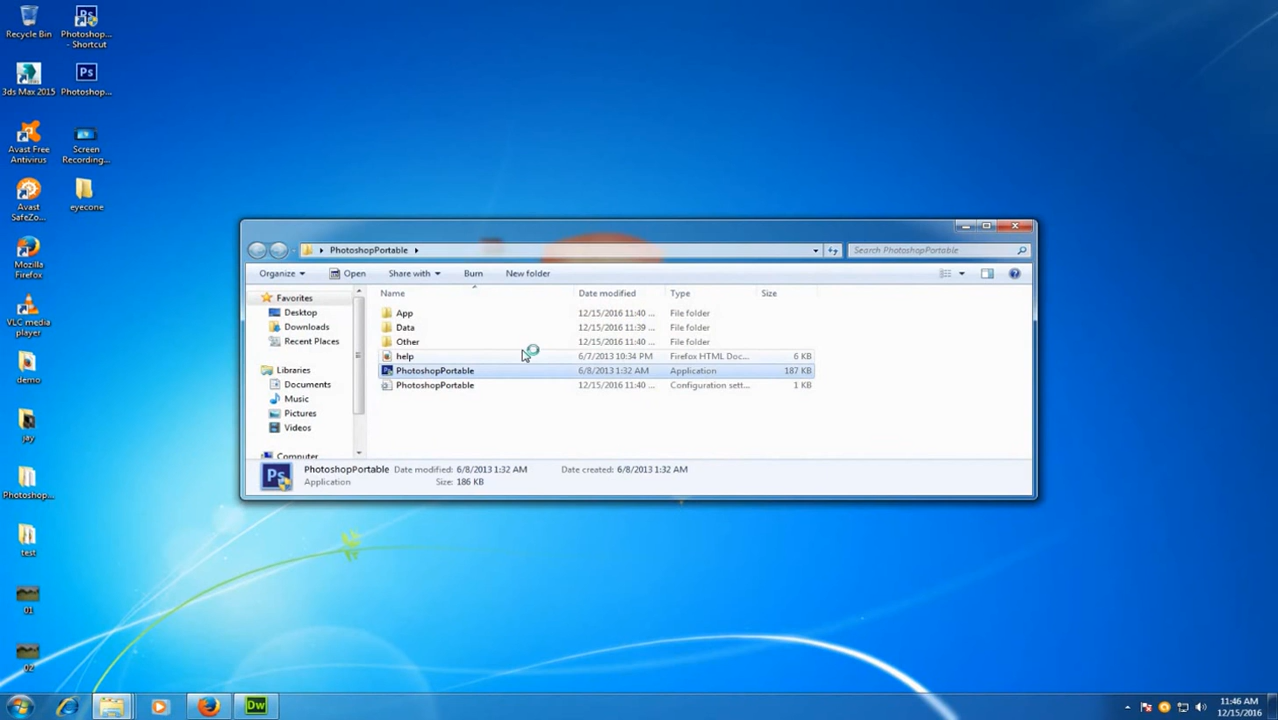 Recycle Bin
Photoshop...
- Shortcut
3ds Max 2015
Ps
Photoshop...
Avast Free
Antivirus
Screen
Recording...
Avast
SafeZo...
eyecone
Mozilla
Firefox
VLC media
player
demo
jay
Photoshop...
test
01
02
PhotoshopPortable
Search PhotoshopPortable
Organize
Open
Share with
Burn
New folder
Favorites
Desktop
Downloads
Recent Places
Libraries
Documents
Music
Pictures
Videos
Computer
Name Date modified Type Size
App 12/15/2016 11:40 ... File folder
Data 12/15/2016 11:39 ... File folder
Other 12/15/2016 11:40 ... File folder
help 6/7/2013 10:34 PM Firefox HTML Doc... 6 KB
PhotoshopPortable 6/8/2013 1:32 AM Application 187 KB
PhotoshopPortable 12/15/2016 11:40 ... Configuration sett... 1 KB
Ps
PhotoshopPortable Date modified: 6/8/2013 1:32 AM Date created: 6/8/2013 1:32 AM
Application Size: 186 KB
Dw
11:46 AM
12/15/2016